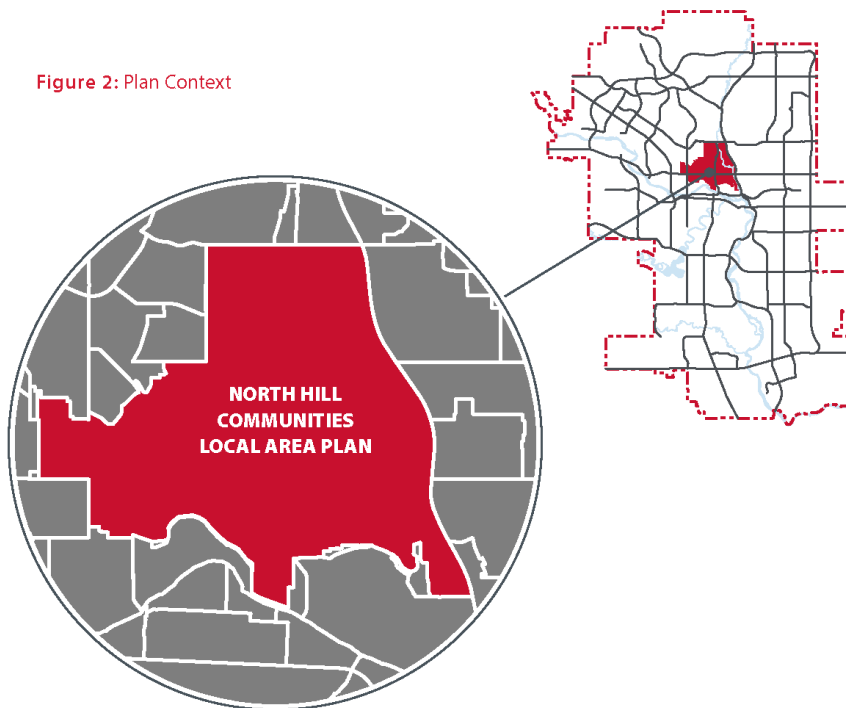 Figure 2: Plan Context
NORTH HILL
COMMUNITIES
LOCAL AREA PLAN